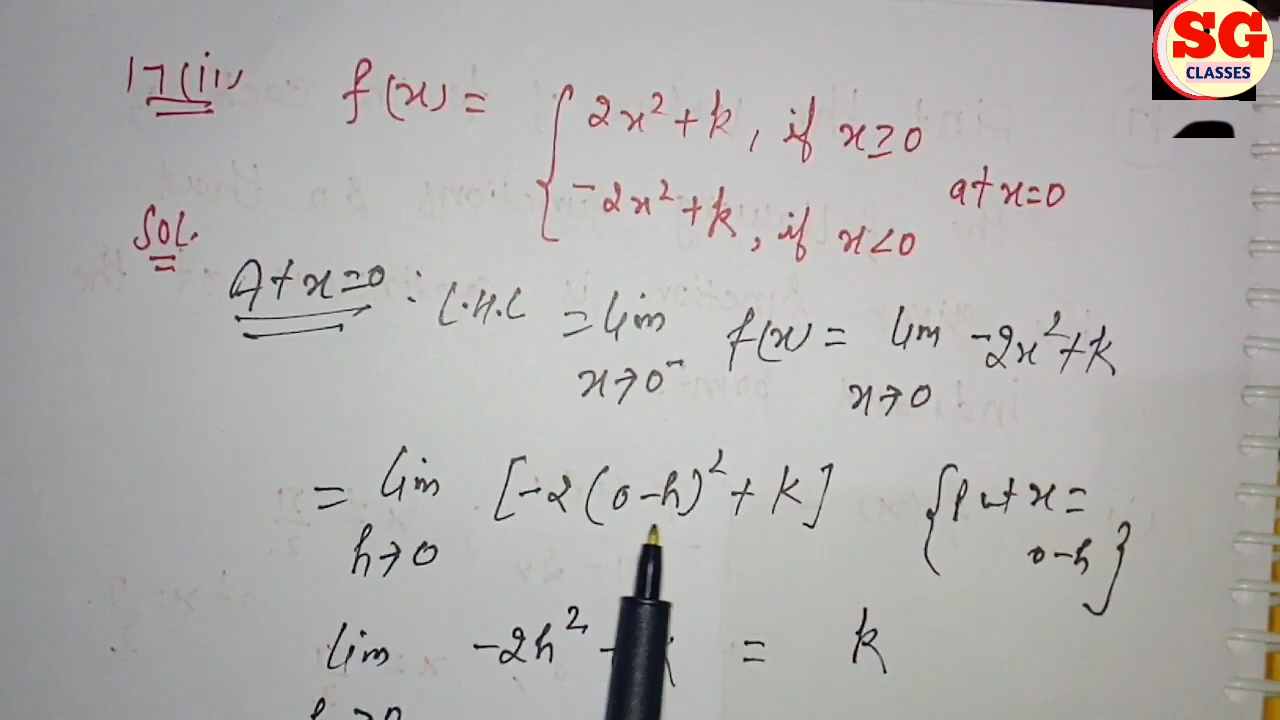 SG
CLASSES
17(ii) f(x) = { 2x² + k, if x ≥ 0
-2x² + k, if x < 0 at x=0
Sol.
At x=0 : L.H.L = lim f(x) = lim -2x² + k
x→0⁻ x→0
= lim [-2(0-h)² + k] {Put x =
h→0 0-h}
lim -2h² = k